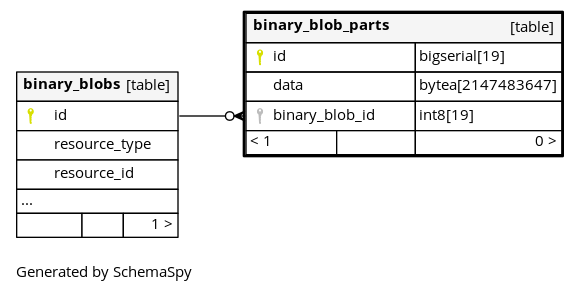 binary_blob_parts [table]
id bigserial[19]
data bytea[2147483647]
binary_blob_id int8[19]
< 1 0 >
binary_blobs [table]
id
resource_type
resource_id
...
1 >
Generated by SchemaSpy